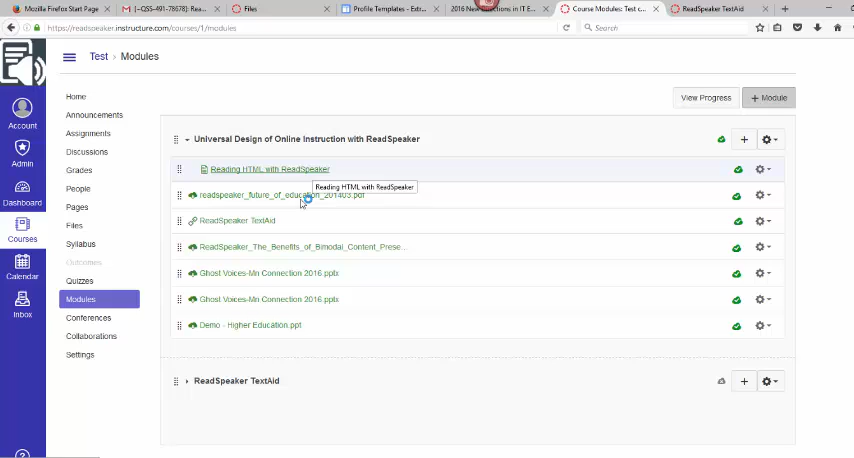 Mozilla Firefox Start Page
[-QSS-491-78678]: Rea...
Files
Profile Templates - Extr...
2016 New Directions in IT E...
Course Modules: Test c...
ReadSpeaker TextAid
https://readspeaker.instructure.com/courses/1/modules
Search
Test > Modules
Account
Admin
Dashboard
Courses
Calendar
Inbox
Home
Announcements
Assignments
Discussions
Grades
People
Pages
Files
Syllabus
Outcomes
Quizzes
Modules
Conferences
Collaborations
Settings
View Progress
+ Module
Universal Design of Online Instruction with ReadSpeaker
Reading HTML with ReadSpeaker
Reading HTML with ReadSpeaker
readspeaker_future_of_education_201403.pdf
ReadSpeaker TextAid
ReadSpeaker_The_Benefits_of_Bimodal_Content_Prese...
Ghost Voices-Mn Connection 2016.pptx
Ghost Voices-Mn Connection 2016.pptx
Demo - Higher Education.ppt
ReadSpeaker TextAid